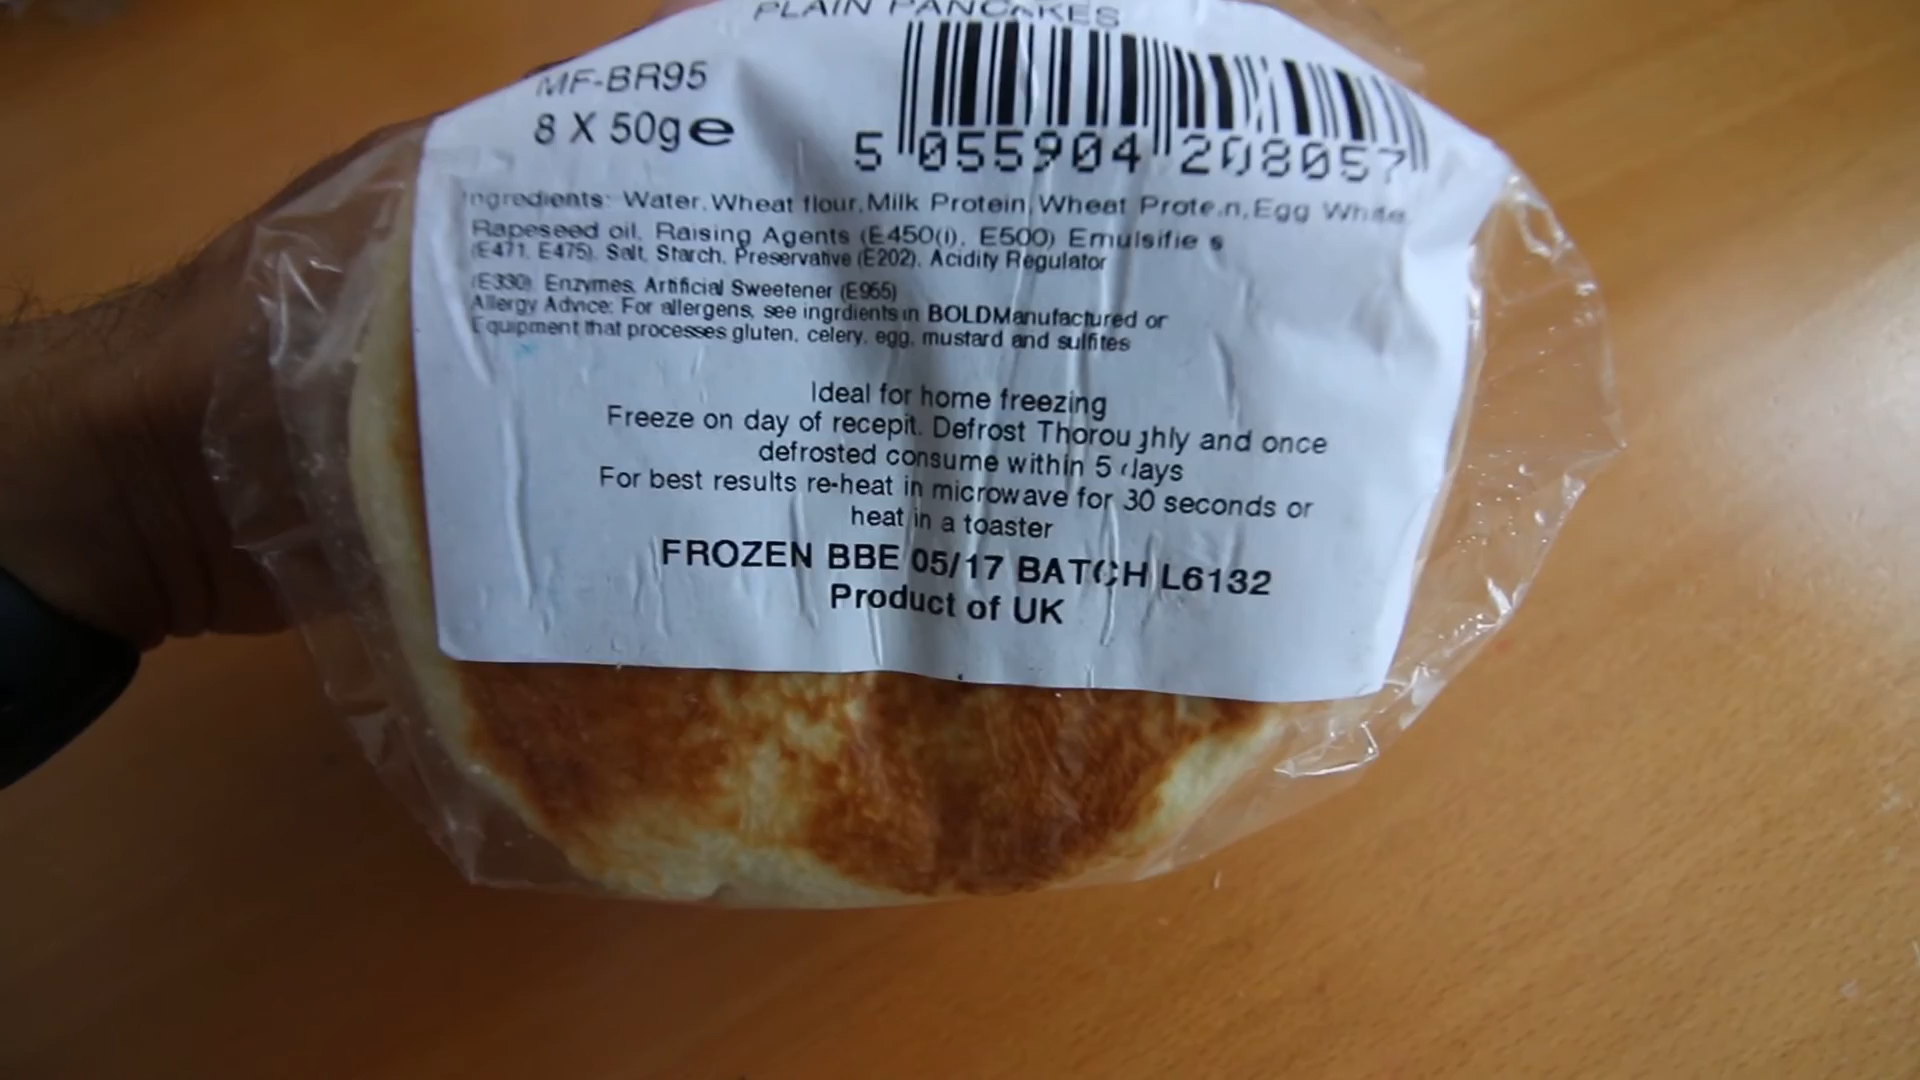 PLAIN PANCAKES
MF-BR95
8 X 50g e
5 055904 208057
Ingredients: Water, Wheat flour, Milk Protein, Wheat Protein, Egg White
Rapeseed oil, Raising Agents (E450(i), E500) Emulsifie s
(E471, E475), Salt, Starch, Preservative (E202), Acidity Regulator
(E330), Enzymes, Artificial Sweetener (E955)
Allergy Advice: For allergens, see ingrdients in BOLDManufactured or
Equipment that processes gluten, celery, egg, mustard and sulfites
Ideal for home freezing
Freeze on day of recepit. Defrost Thoroughly and once
defrosted consume within 5 days
For best results re-heat in microwave for 30 seconds or
heat in a toaster
FROZEN BBE 05/17 BATCH L6132
Product of UK